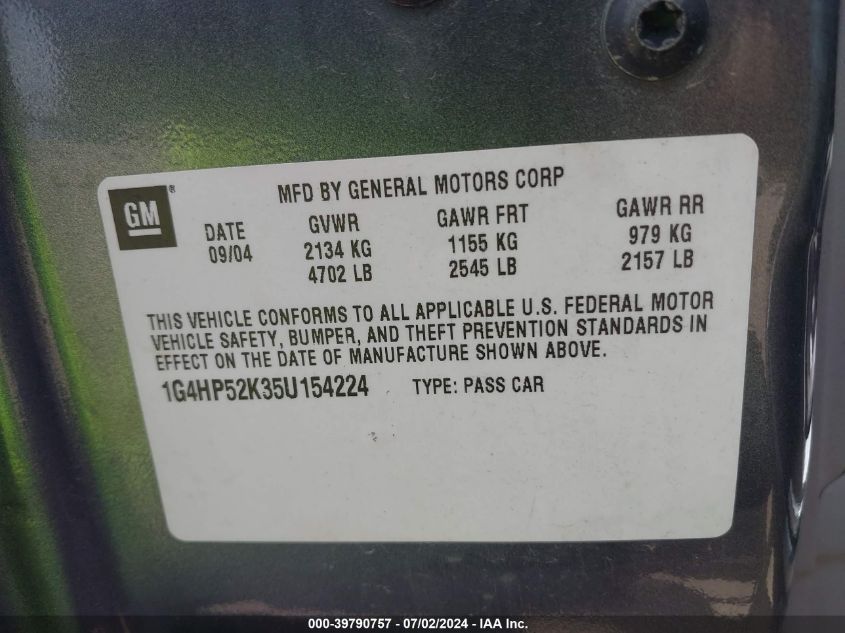 MFD BY GENERAL MOTORS CORP
GM®
DATE GVWR GAWR FRT GAWR RR
09/04 2134 KG 1155 KG 979 KG
4702 LB 2545 LB 2157 LB
THIS VEHICLE CONFORMS TO ALL APPLICABLE U.S. FEDERAL MOTOR
VEHICLE SAFETY, BUMPER, AND THEFT PREVENTION STANDARDS IN
EFFECT ON THE DATE OF MANUFACTURE SHOWN ABOVE.
1G4HP52K35U154224 TYPE: PASS CAR
000-39790757 - 07/02/2024 - IAA Inc.